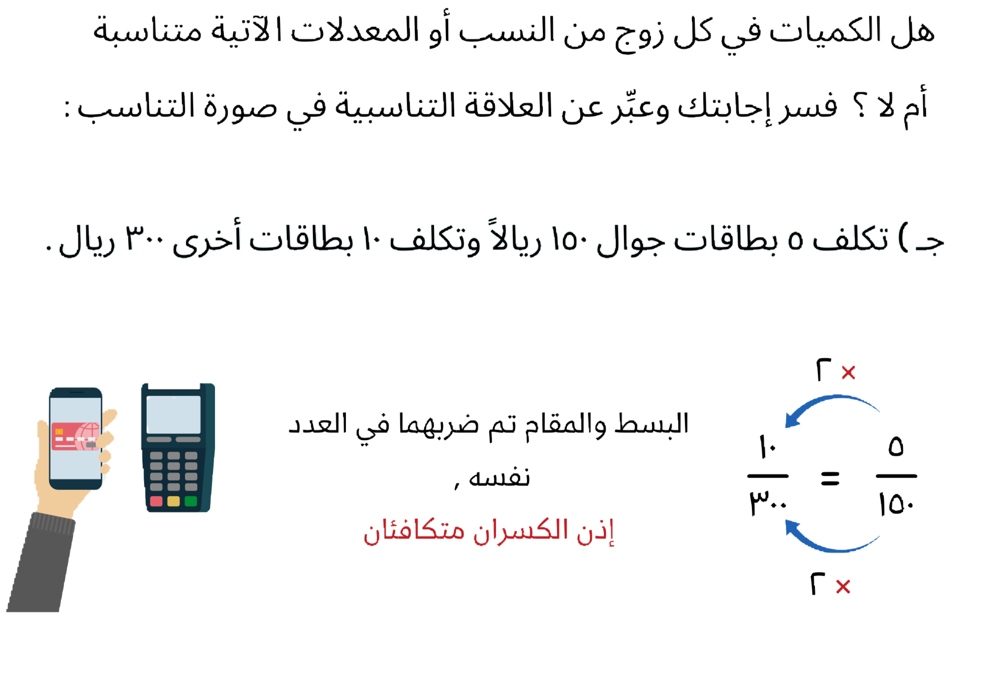 هل الكميات في كل زوج من النسب أو المعدلات الآتية متناسبة
أم لا ؟ فسر إجابتك وعبِّر عن العلاقة التناسبية في صورة التناسب :
جـ ) تكلف ٥ بطاقات جوال ١٥٠ ريالاً وتكلف ١٠ بطاقات أخرى ٣٠٠ ريال .
× ٢
٥ ١٠
=
١٥٠ ٣٠٠
× ٢
البسط والمقام تم ضربهما في العدد
نفسه ,
إذن الكسران متكافئان